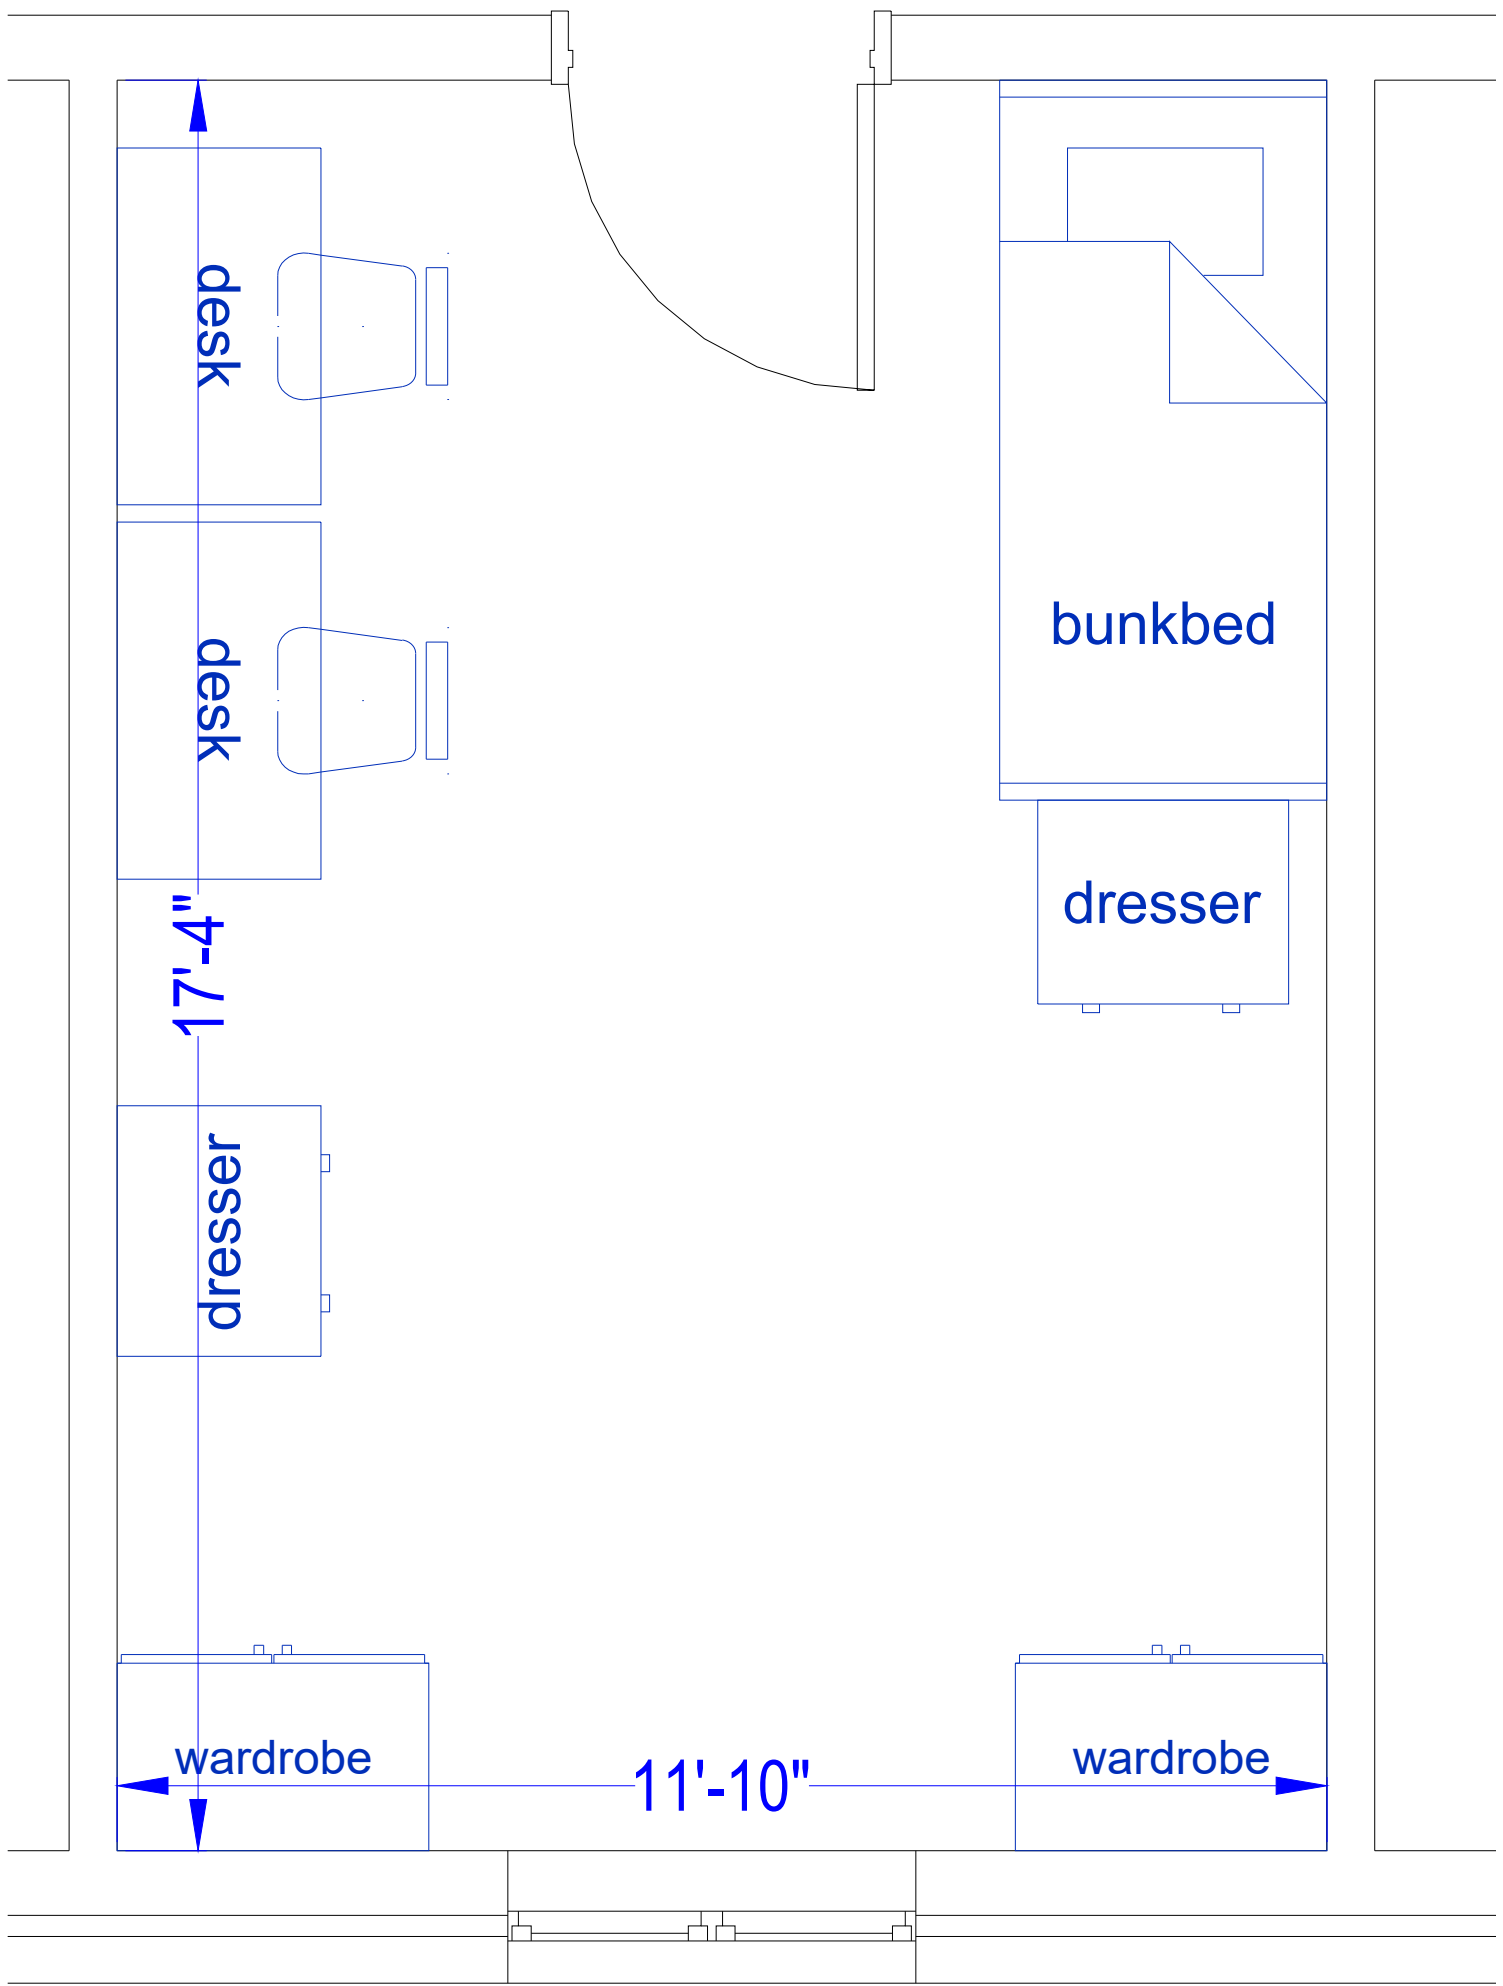 desk
desk
bunkbed
dresser
17'-4"
dresser
wardrobe
11'-10"
wardrobe